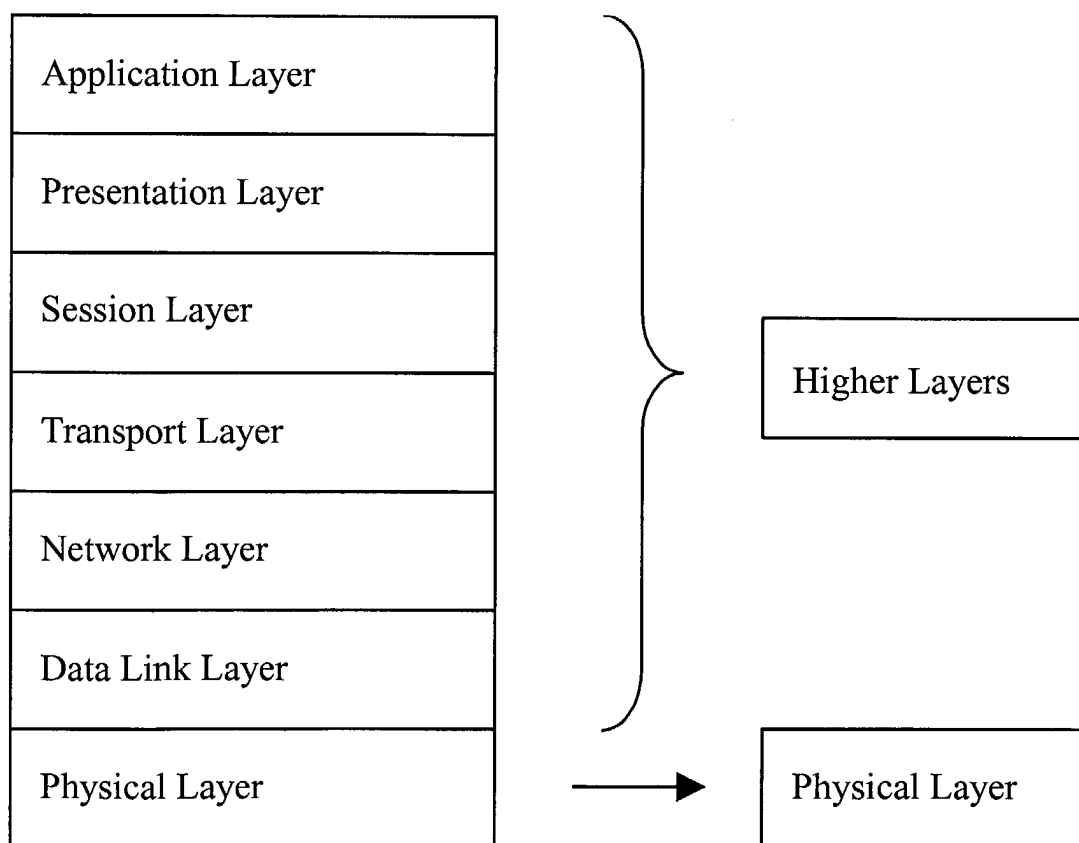 Application Layer
Presentation Layer
Session Layer
Transport Layer
Network Layer
Data Link Layer
Physical Layer
Higher Layers
Physical Layer